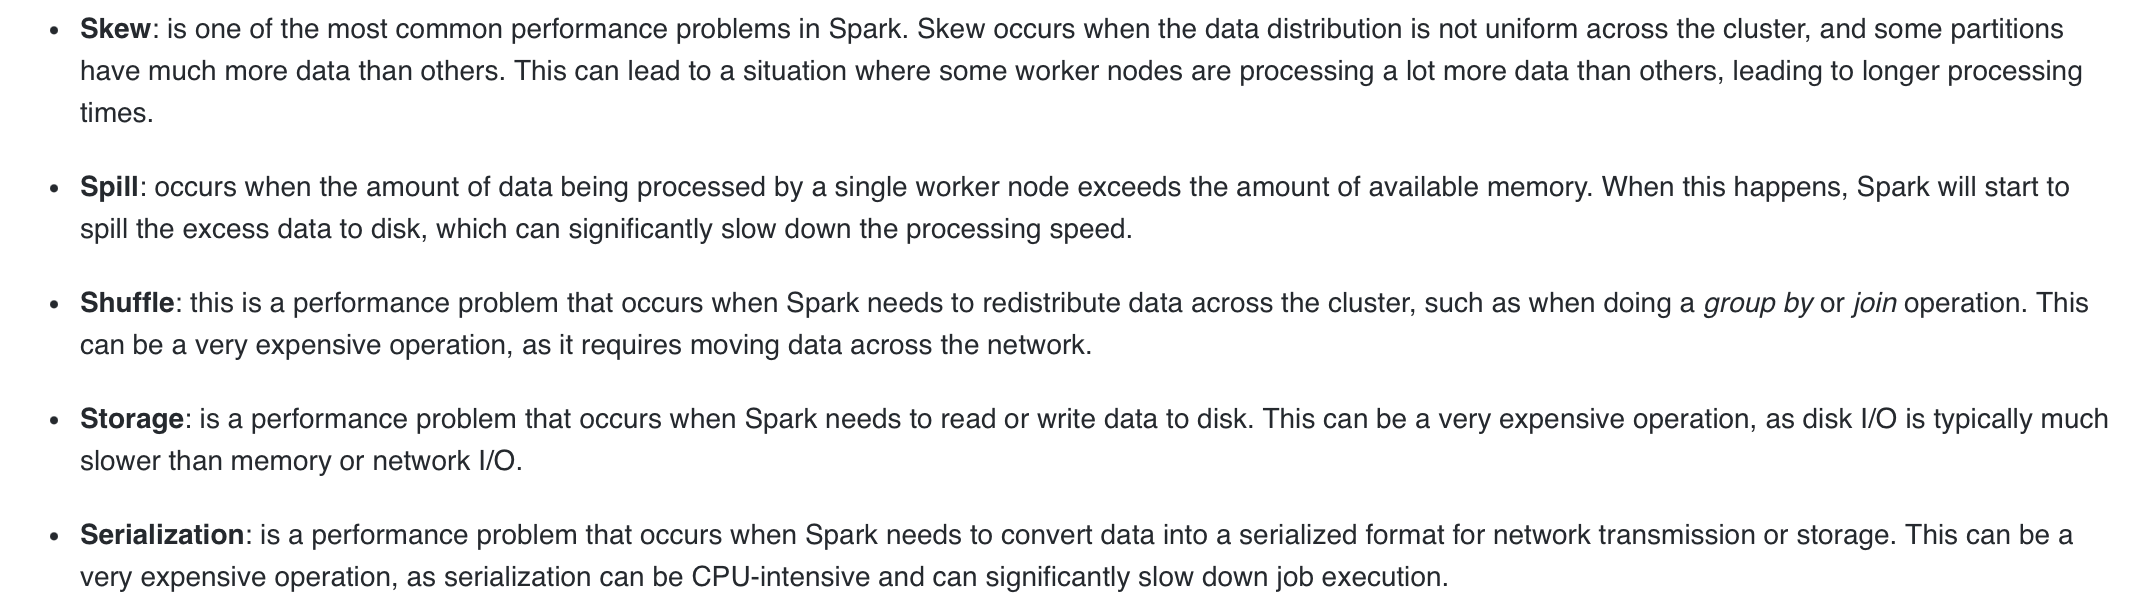 • Skew: is one of the most common performance problems in Spark. Skew occurs when the data distribution is not uniform across the cluster, and some partitions
have much more data than others. This can lead to a situation where some worker nodes are processing a lot more data than others, leading to longer processing
times.
• Spill: occurs when the amount of data being processed by a single worker node exceeds the amount of available memory. When this happens, Spark will start to
spill the excess data to disk, which can significantly slow down the processing speed.
• Shuffle: this is a performance problem that occurs when Spark needs to redistribute data across the cluster, such as when doing a group by or join operation. This
can be a very expensive operation, as it requires moving data across the network.
• Storage: is a performance problem that occurs when Spark needs to read or write data to disk. This can be a very expensive operation, as disk I/O is typically much
slower than memory or network I/O.
• Serialization: is a performance problem that occurs when Spark needs to convert data into a serialized format for network transmission or storage. This can be a
very expensive operation, as serialization can be CPU-intensive and can significantly slow down job execution.